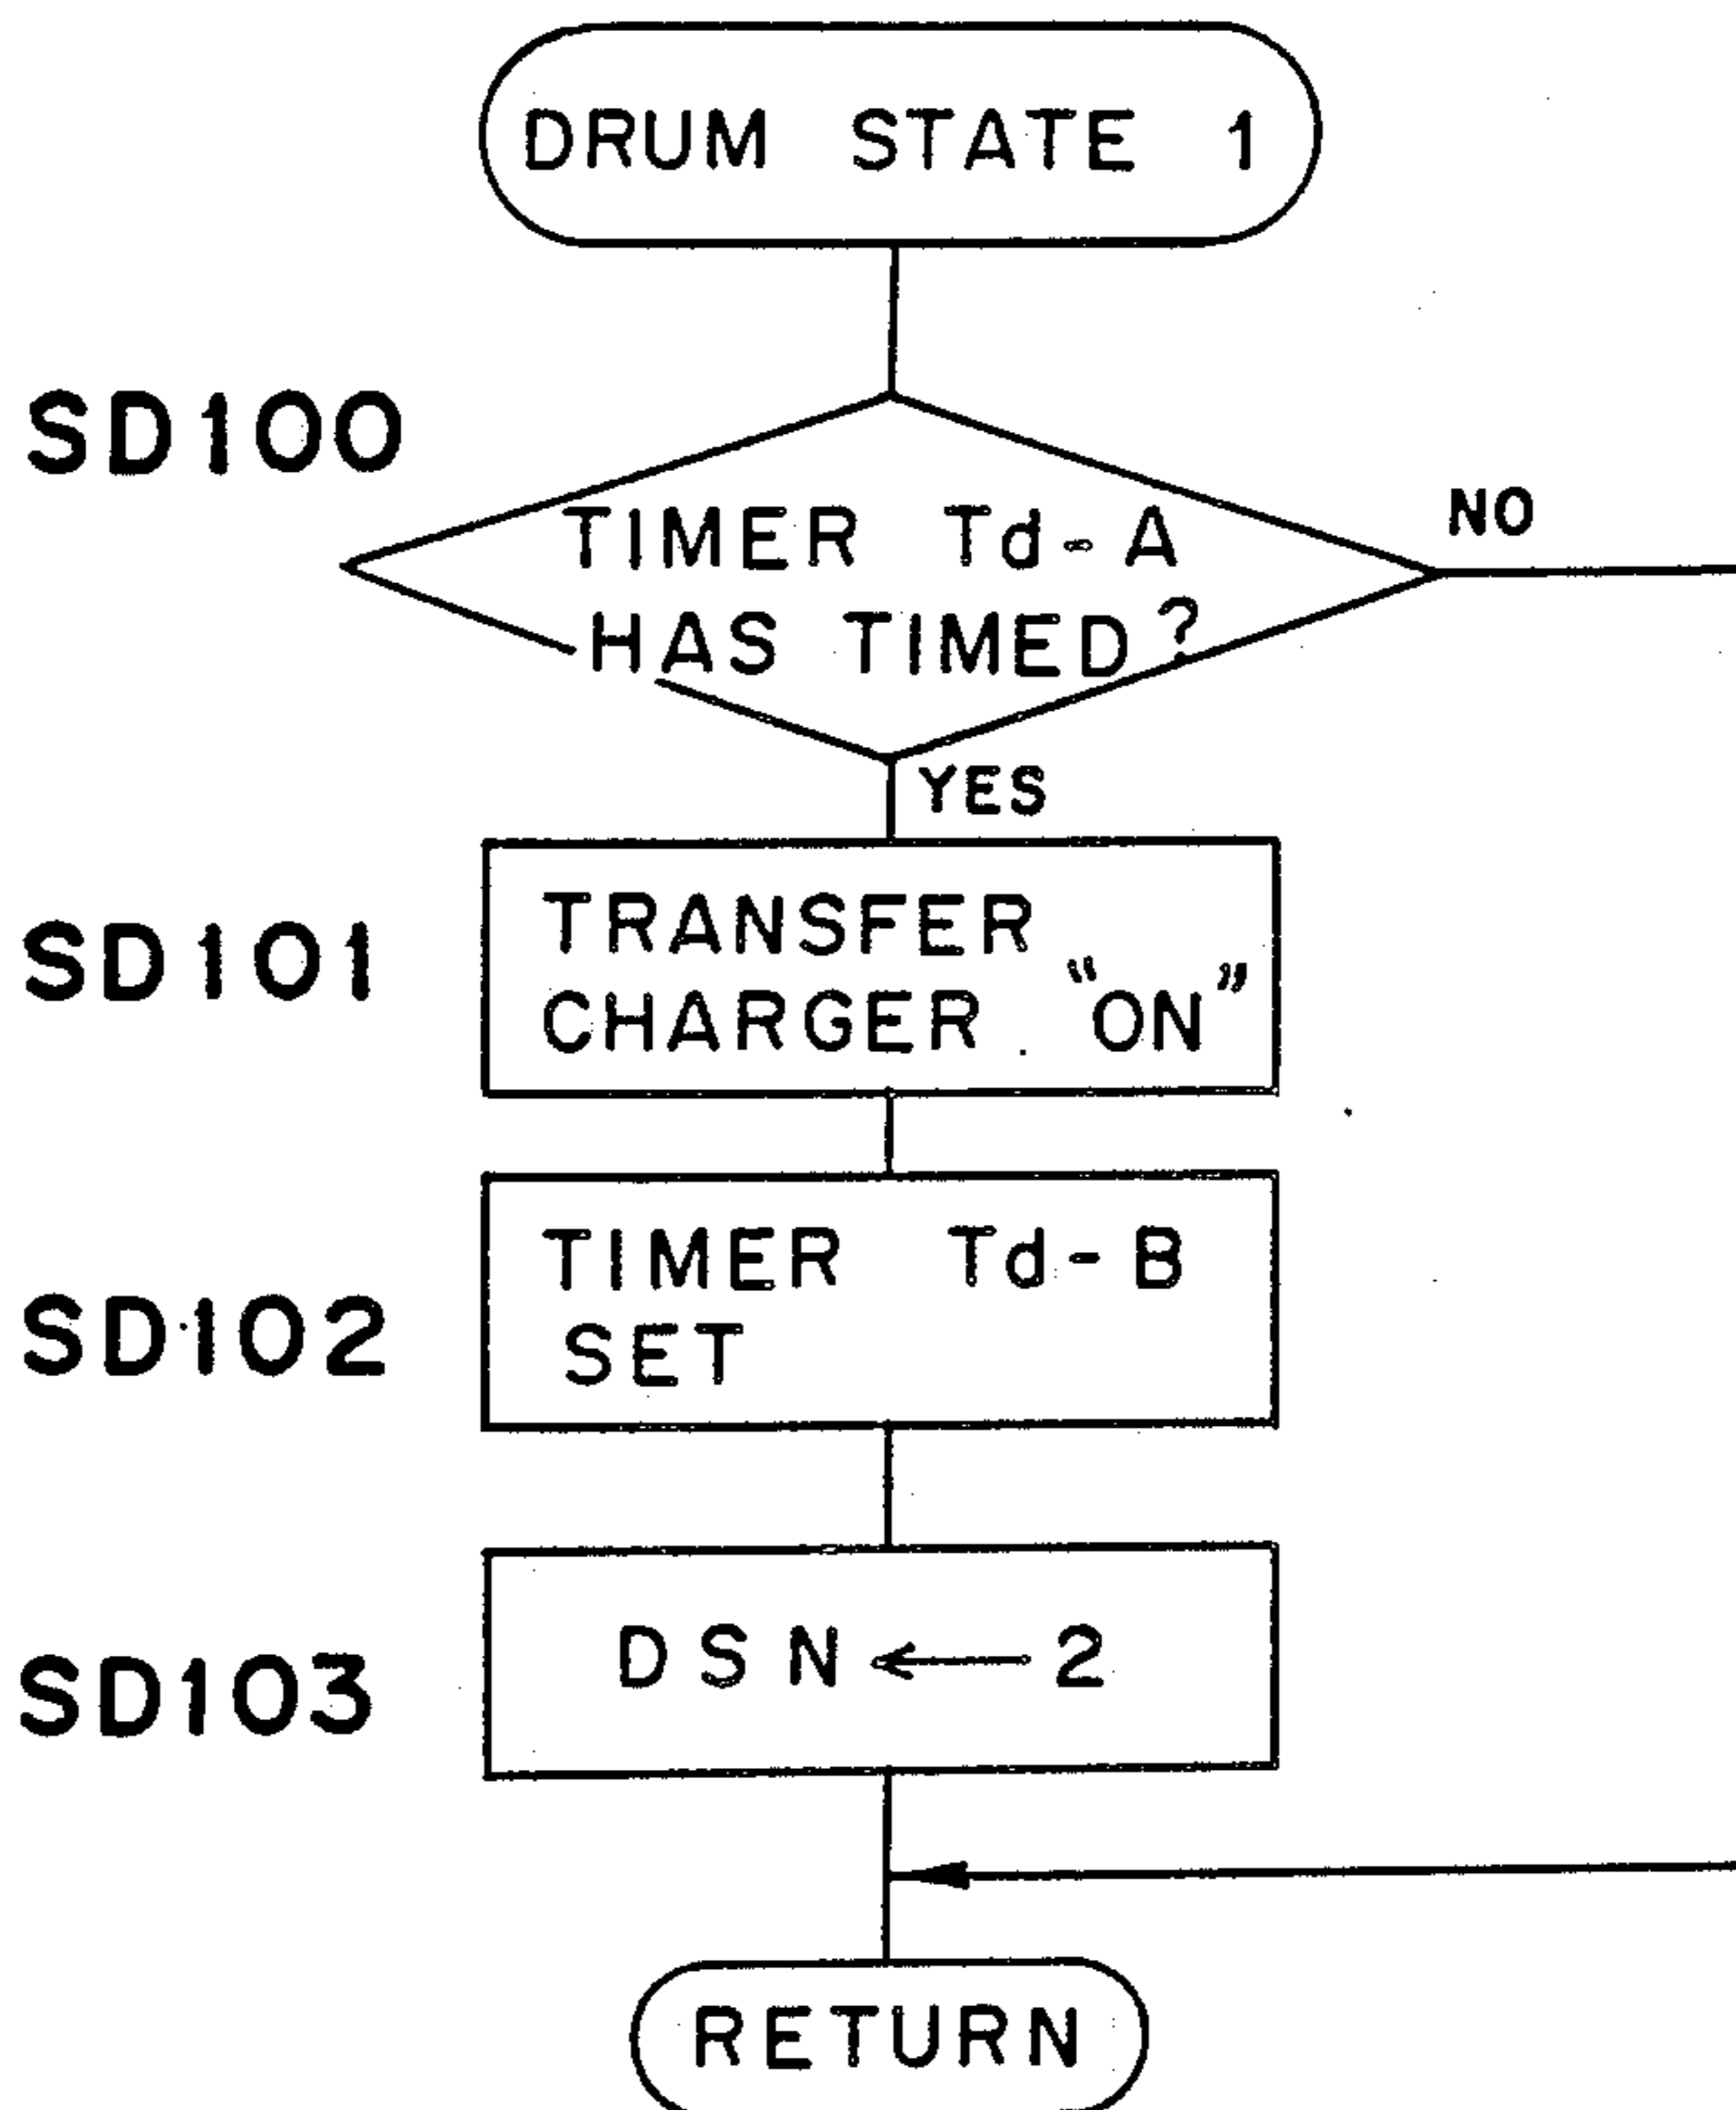 DRUM STATE 1
SD100
TIMER Td-A
HAS TIMED?
NO
YES
SD101
TRANSFER
CHARGER "ON"
SD102
TIMER Td-B
SET
SD103
DSN ← 2
RETURN